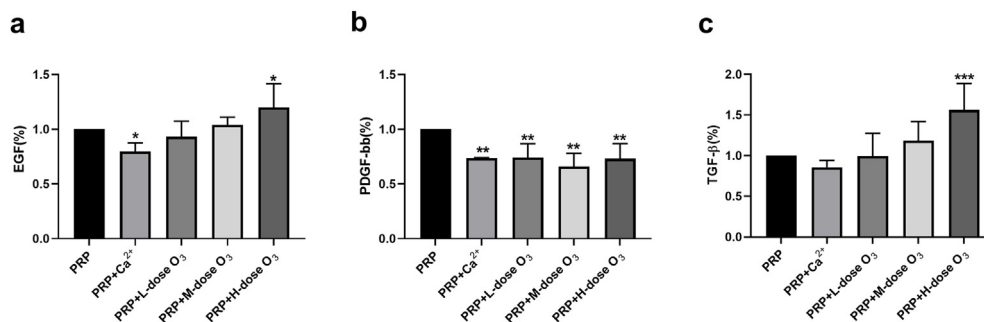 a
EGF(%)
1.5
1.0
0.5
0.0
*
*
PRP
PRP+Ca²⁺
PRP+L-dose O₃
PRP+M-dose O₃
PRP+H-dose O₃
b
PDGF-bb(%)
1.5
1.0
0.5
0.0
**
**
**
**
PRP
PRP+Ca²⁺
PRP+L-dose O₃
PRP+M-dose O₃
PRP+H-dose O₃
c
TGF-β(%)
2.0
1.5
1.0
0.5
0.0
***
PRP
PRP+Ca²⁺
PRP+L-dose O₃
PRP+M-dose O₃
PRP+H-dose O₃